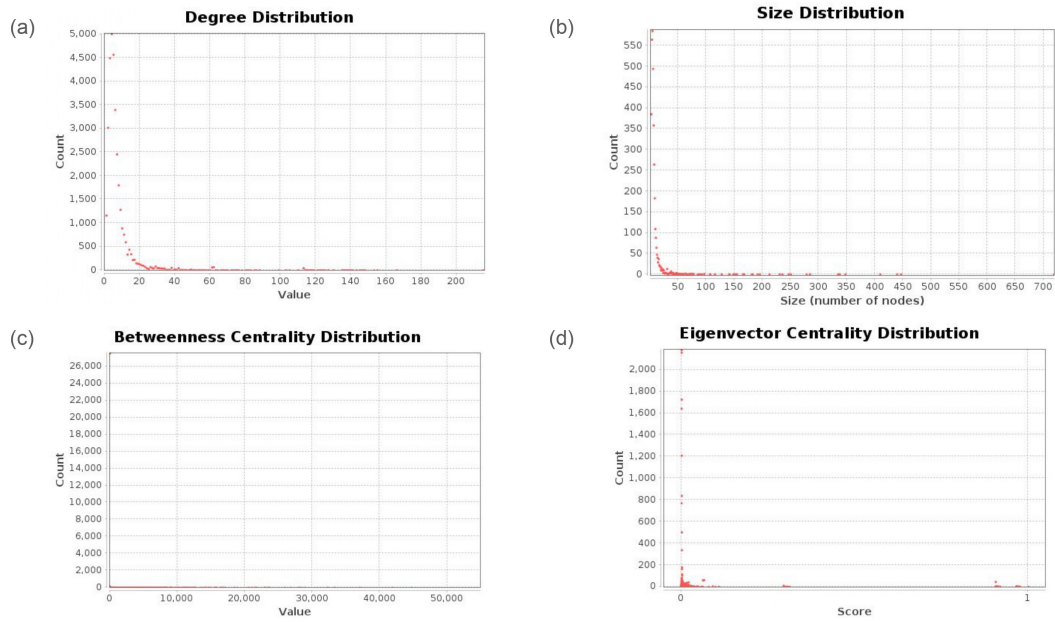 (a)
Degree Distribution
5,000
4,500
4,000
3,500
3,000
2,500
2,000
1,500
1,000
500
0
Count
0 20 40 60 80 100 120 140 160 180 200
Value
(b)
Size Distribution
550
500
450
400
350
300
250
200
150
100
50
0
Count
50 100 150 200 250 300 350 400 450 500 550 600 650 700
Size (number of nodes)
(c)
Betweenness Centrality Distribution
26,000
24,000
22,000
20,000
18,000
16,000
14,000
12,000
10,000
8,000
6,000
4,000
2,000
0
Count
0 10,000 20,000 30,000 40,000 50,000
Value
(d)
Eigenvector Centrality Distribution
2,000
1,800
1,600
1,400
1,200
1,000
800
600
400
200
0
Count
0 1
Score